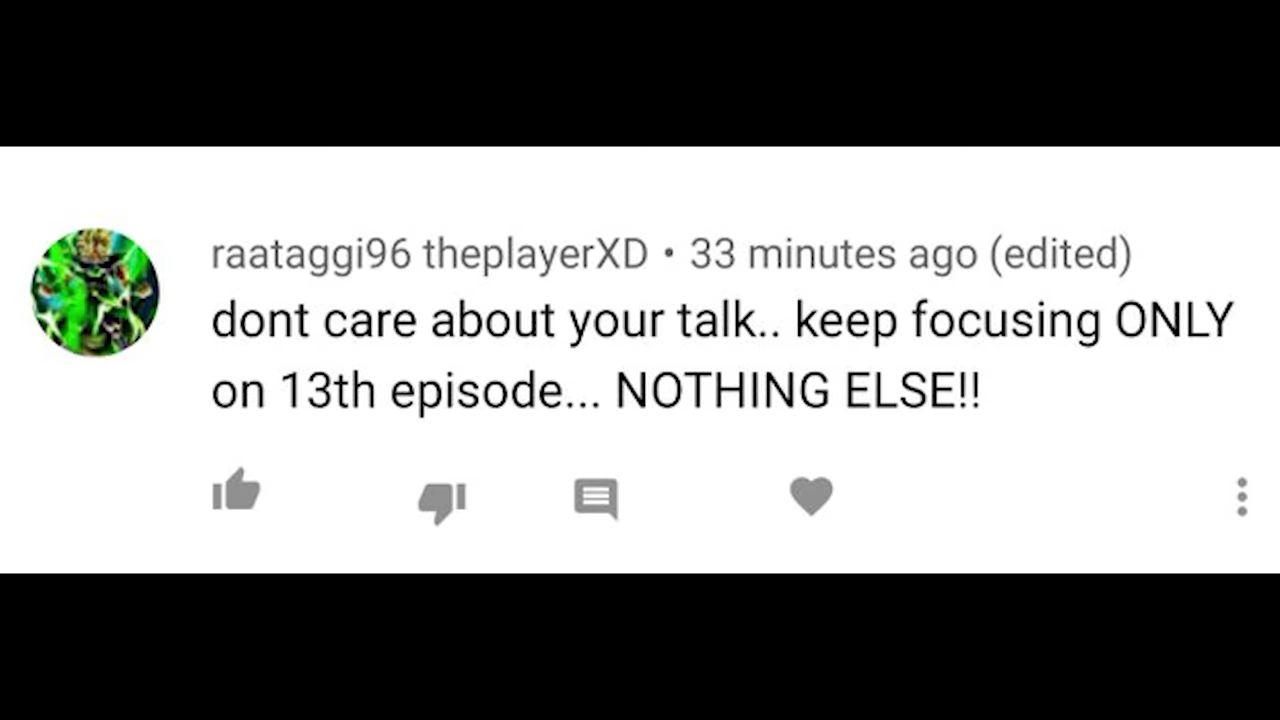 raataggi96 theplayerXD • 33 minutes ago (edited)
dont care about your talk.. keep focusing ONLY
on 13th episode... NOTHING ELSE!!